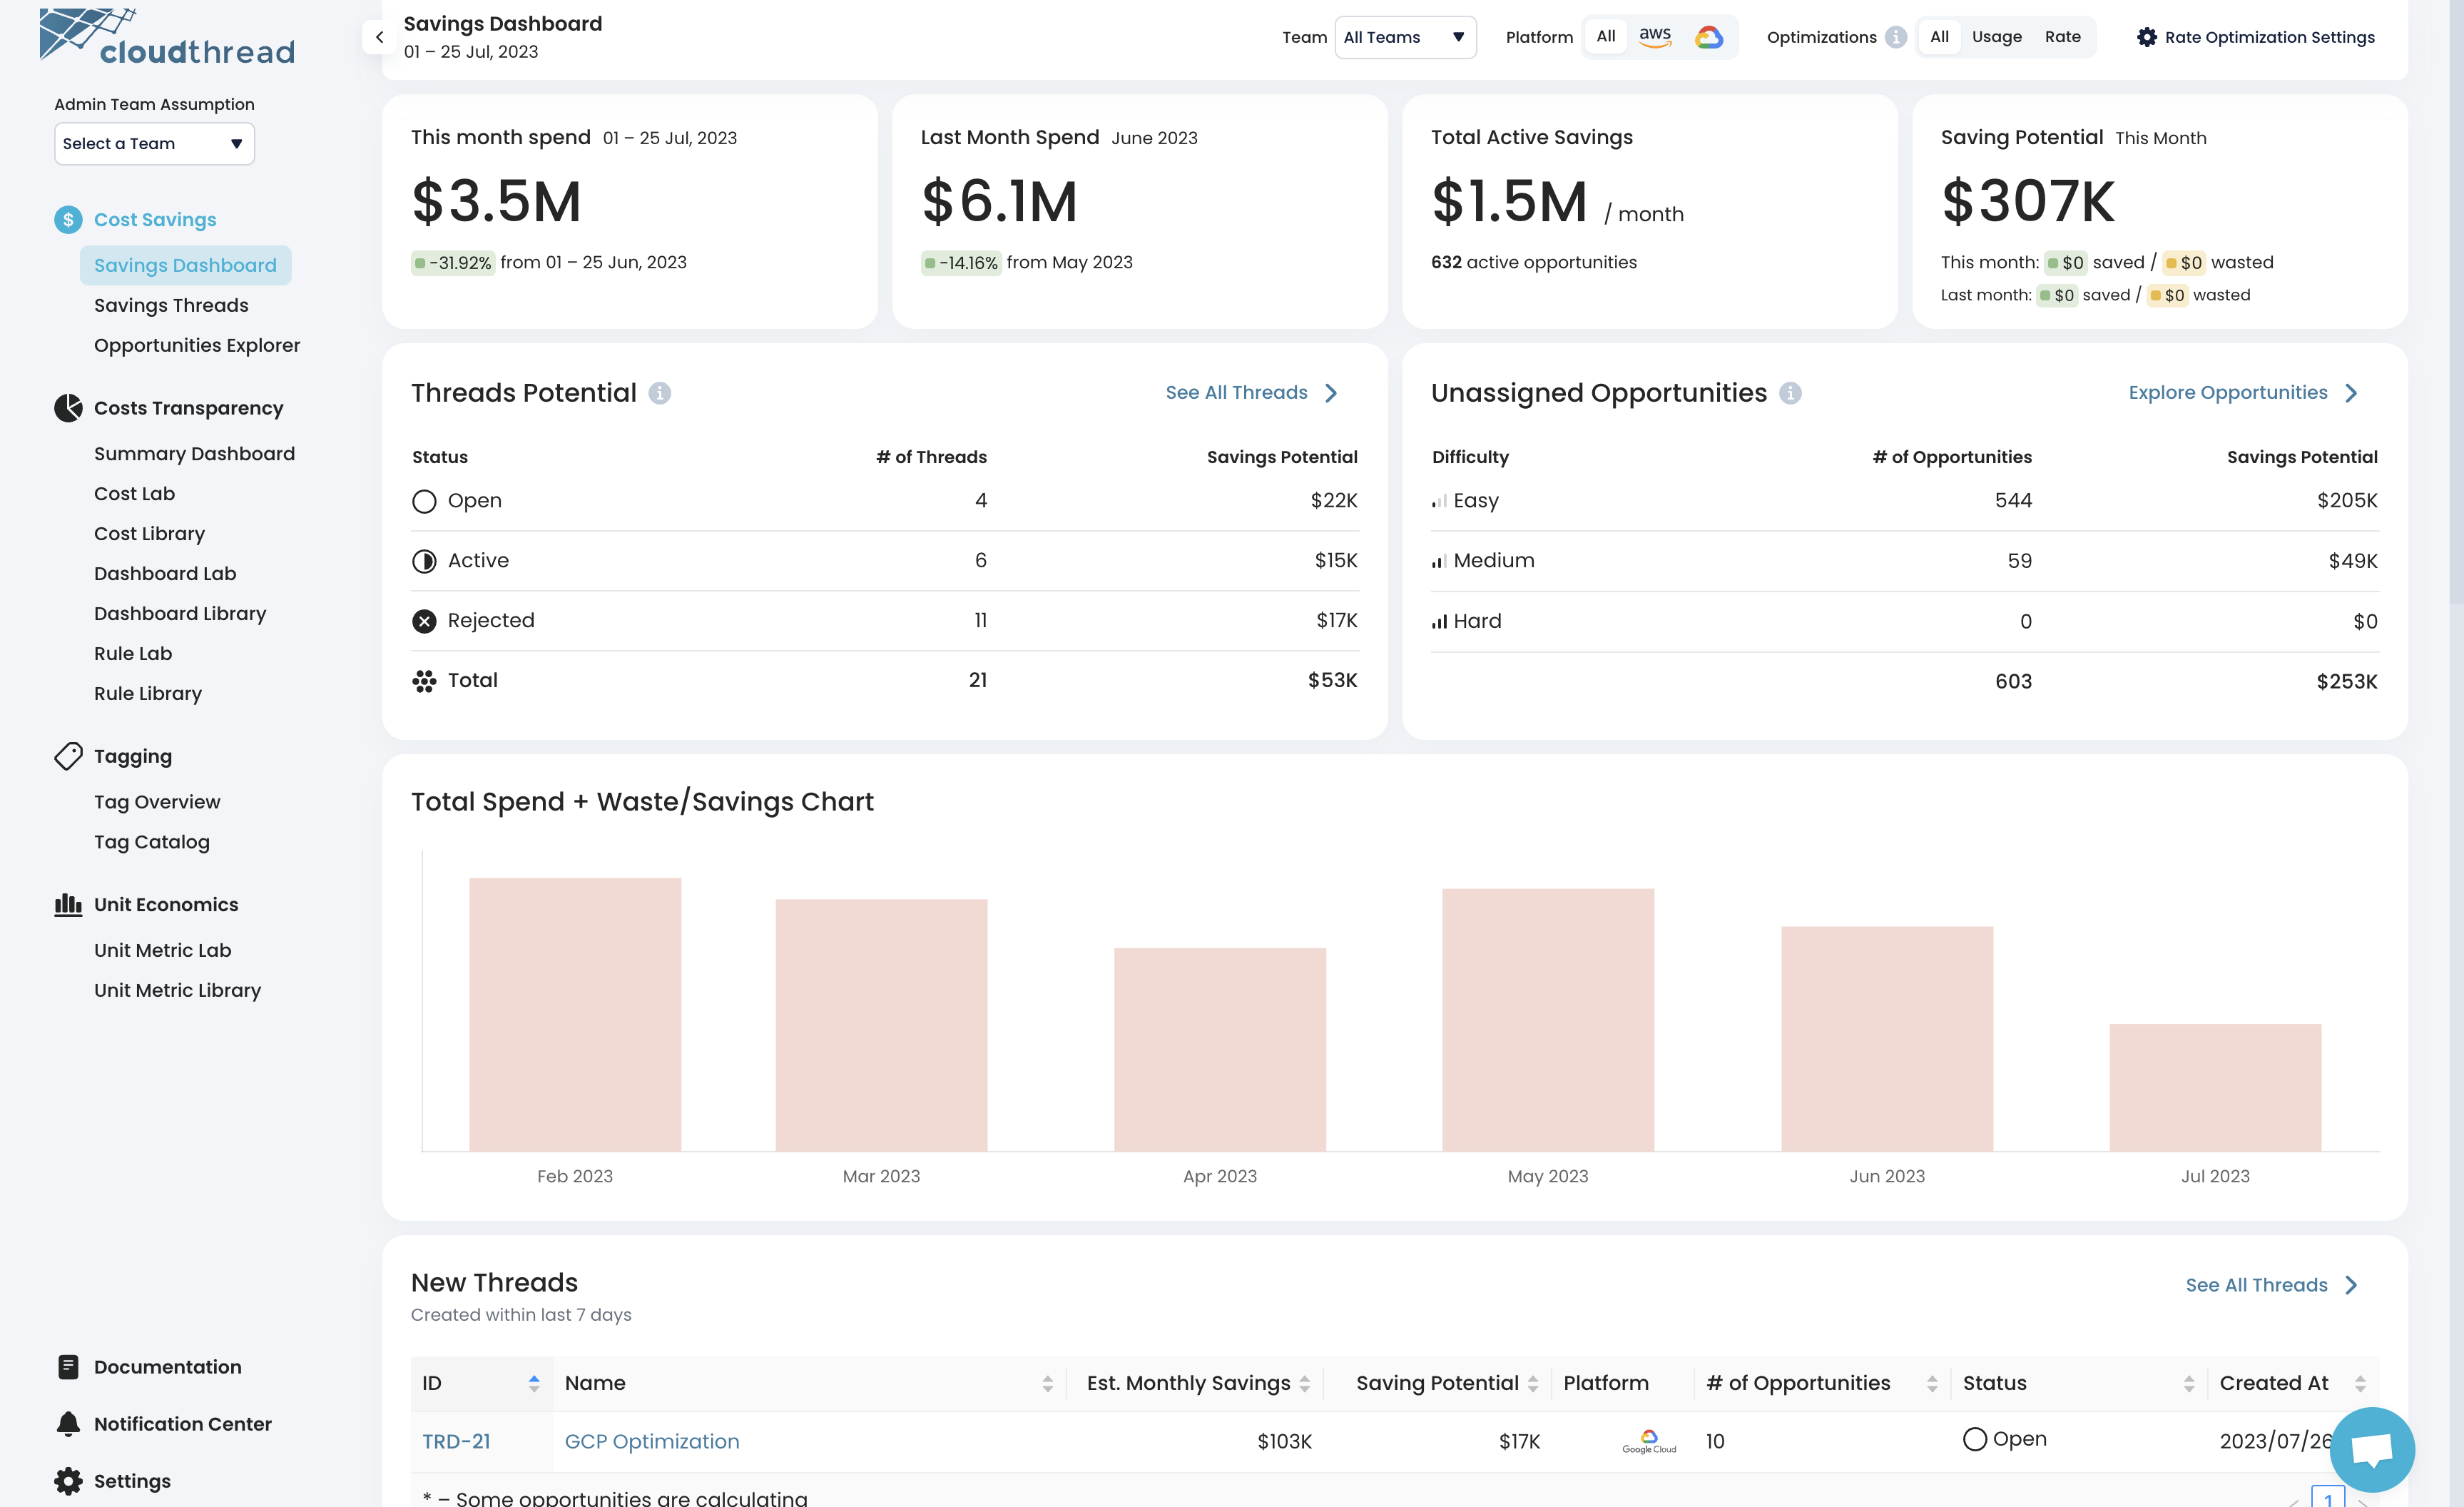 cloudthread
Admin Team Assumption
Select a Team
Cost Savings
Savings Dashboard
Savings Threads
Opportunities Explorer
Costs Transparency
Summary Dashboard
Cost Lab
Cost Library
Dashboard Lab
Dashboard Library
Rule Lab
Rule Library
Tagging
Tag Overview
Tag Catalog
Unit Economics
Unit Metric Lab
Unit Metric Library
Documentation
Notification Center
Settings
Savings Dashboard
01 – 25 Jul, 2023
Team All Teams Platform All aws Optimizations All Usage Rate Rate Optimization Settings
This month spend 01 – 25 Jul, 2023
$3.5M
-31.92% from 01 – 25 Jun, 2023
Last Month Spend June 2023
$6.1M
-14.16% from May 2023
Total Active Savings
$1.5M / month
632 active opportunities
Saving Potential This Month
$307K
This month: $0 saved / $0 wasted
Last month: $0 saved / $0 wasted
Threads Potential See All Threads
Status # of Threads Savings Potential
Open 4 $22K
Active 6 $15K
Rejected 11 $17K
Total 21 $53K
Unassigned Opportunities Explore Opportunities
Difficulty # of Opportunities Savings Potential
Easy 544 $205K
Medium 59 $49K
Hard 0 $0
603 $253K
Total Spend + Waste/Savings Chart
Feb 2023 Mar 2023 Apr 2023 May 2023 Jun 2023 Jul 2023
New Threads See All Threads
Created within last 7 days
ID Name Est. Monthly Savings Saving Potential Platform # of Opportunities Status Created At
TRD-21 GCP Optimization $103K $17K Google Cloud 10 Open 2023/07/26
* – Some opportunities are calculating
1